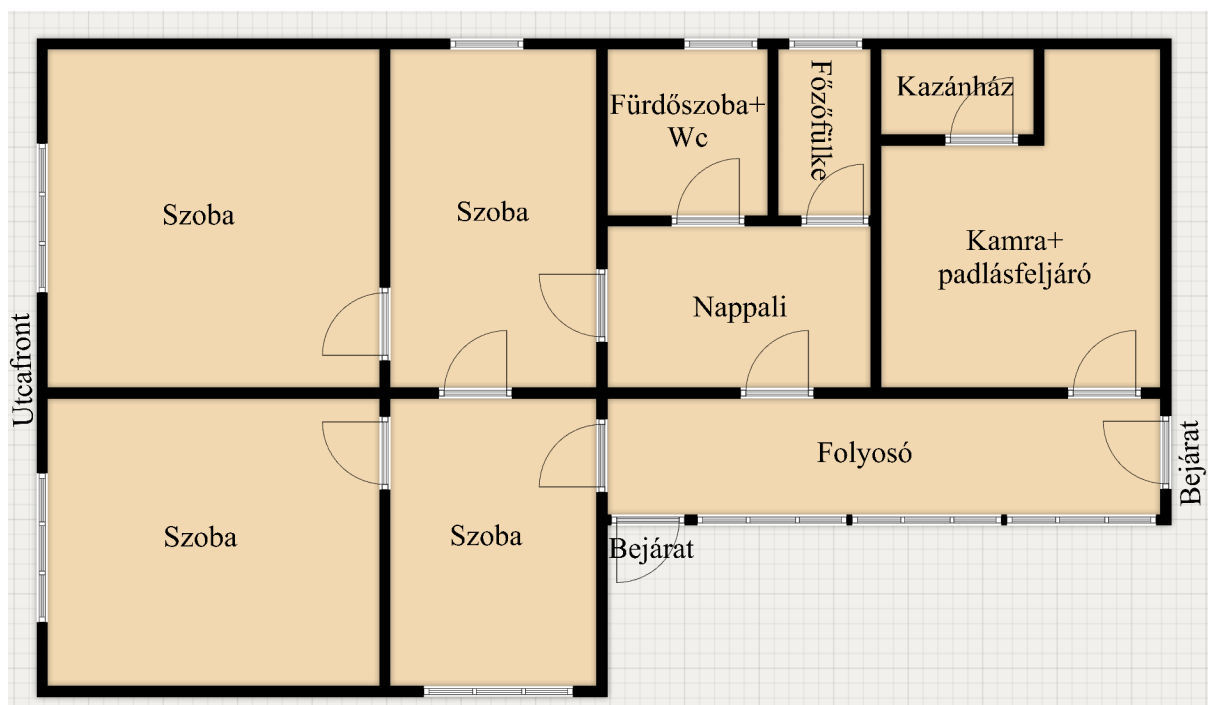 Fürdőszoba+
Wc
Főzőfülke
Kazánház
Szoba
Szoba
Kamra+
padlásfeljáró
Nappali
Utcafront
Folyosó
Bejárat
Szoba
Szoba
Bejárat